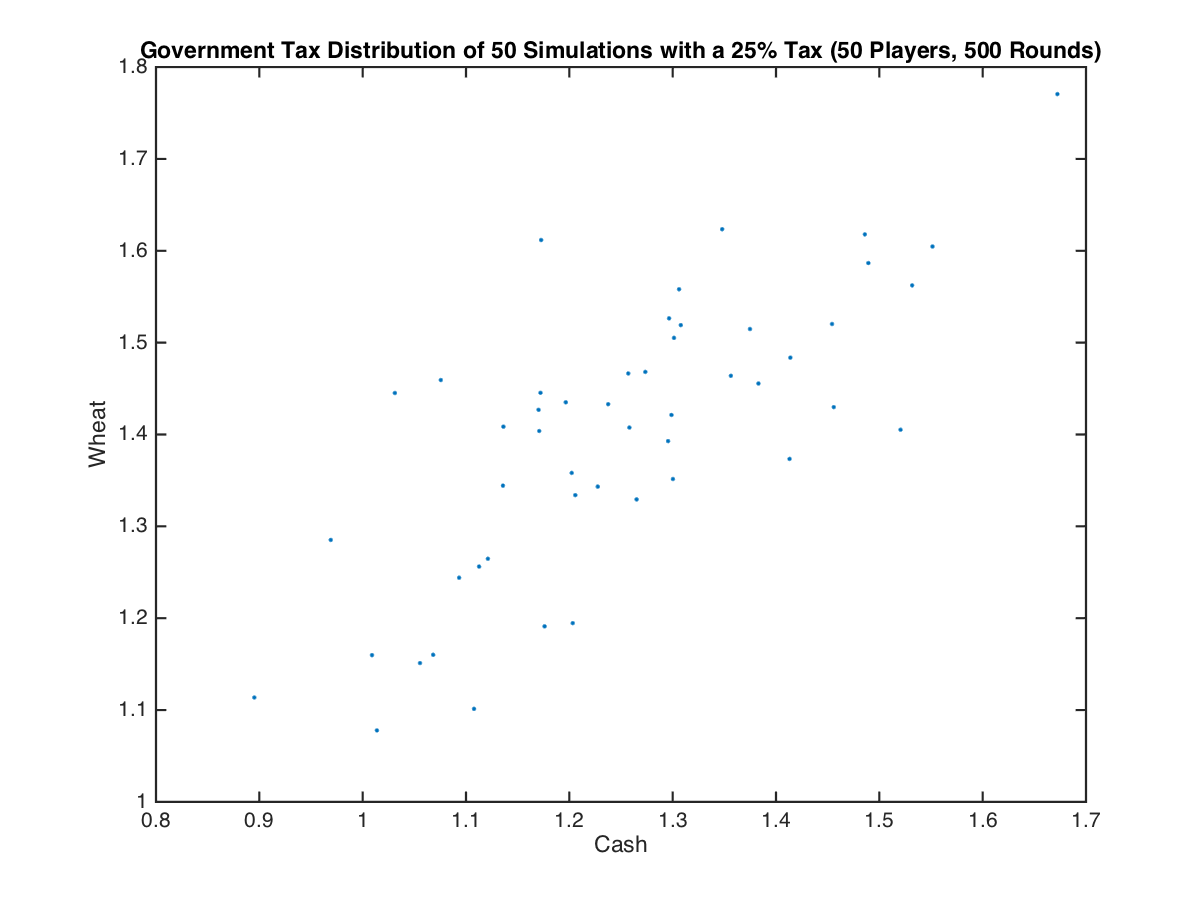 Government Tax Distribution of 50 Simulations with a 25% Tax (50 Players, 500 Rounds)
1.8
1.7
1.6
1.5
1.4
1.3
1.2
1.1
1
Wheat
0.8 0.9 1 1.1 1.2 1.3 1.4 1.5 1.6 1.7
Cash